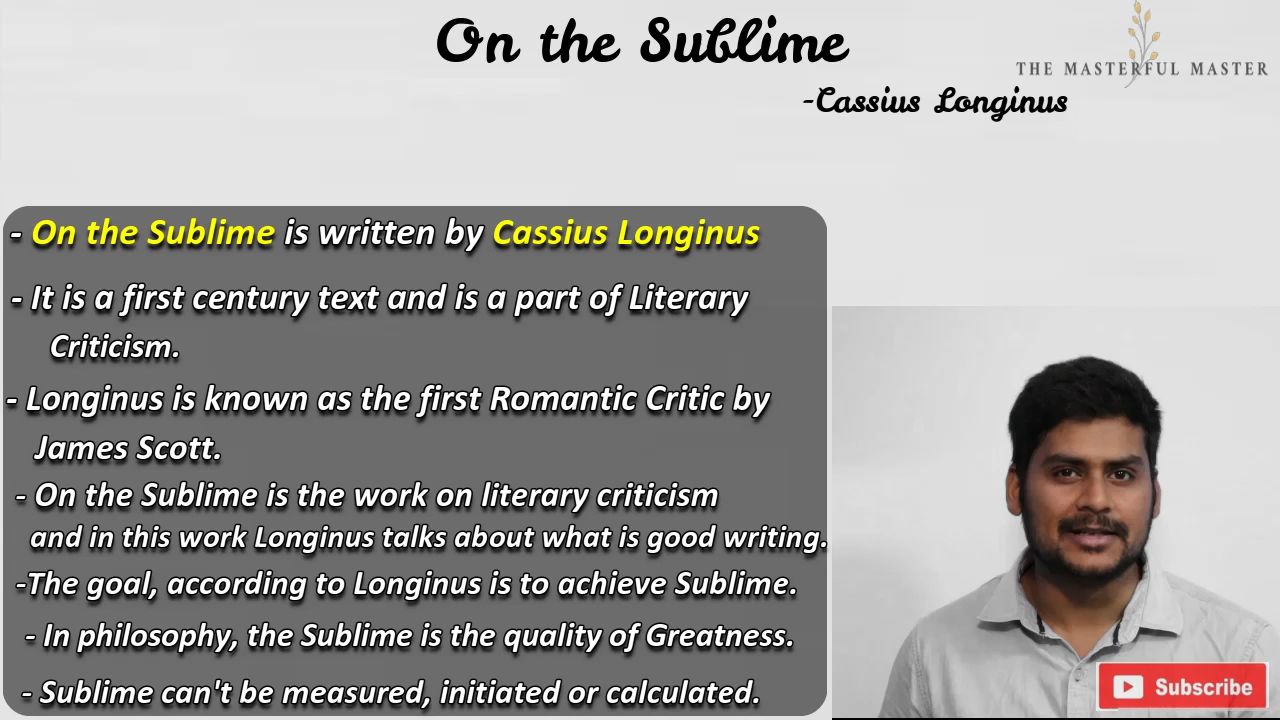 On the Sublime
THE MASTERFUL MASTER
-Cassius Longinus
- On the Sublime is written by Cassius Longinus
- It is a first century text and is a part of Literary
Criticism.
- Longinus is known as the first Romantic Critic by
James Scott.
- On the Sublime is the work on literary criticism
and in this work Longinus talks about what is good writing.
-The goal, according to Longinus is to achieve Sublime.
- In philosophy, the Sublime is the quality of Greatness.
- Sublime can't be measured, initiated or calculated.
Subscribe